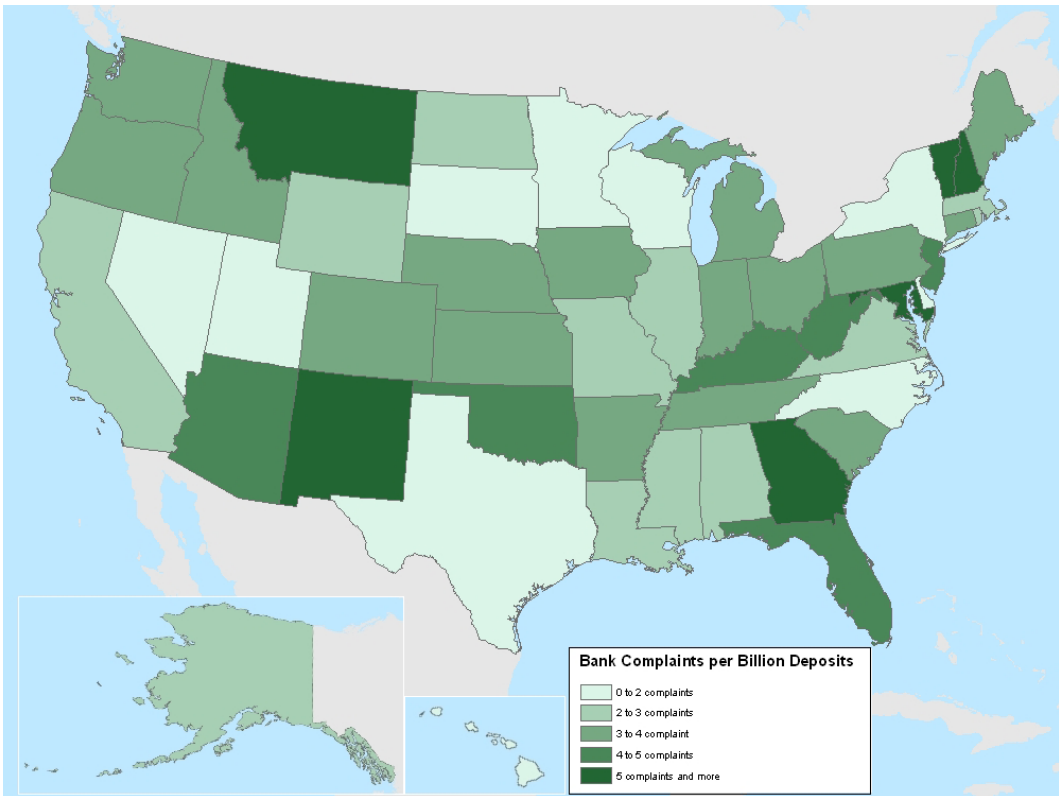 Bank Complaints per Billion Deposits
0 to 2 complaints
2 to 3 complaints
3 to 4 complaint
4 to 5 complaints
5 complaints and more